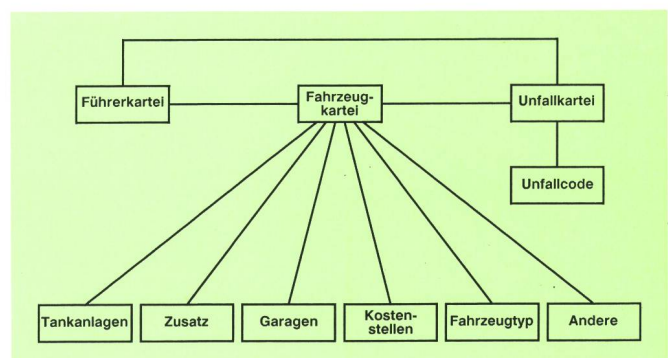 Führerkartei
Fahrzeug-
kartei
Unfallkartei
Unfallcode
Tankanlagen
Zusatz
Garagen
Kosten-
stellen
Fahrzeugtyp
Andere